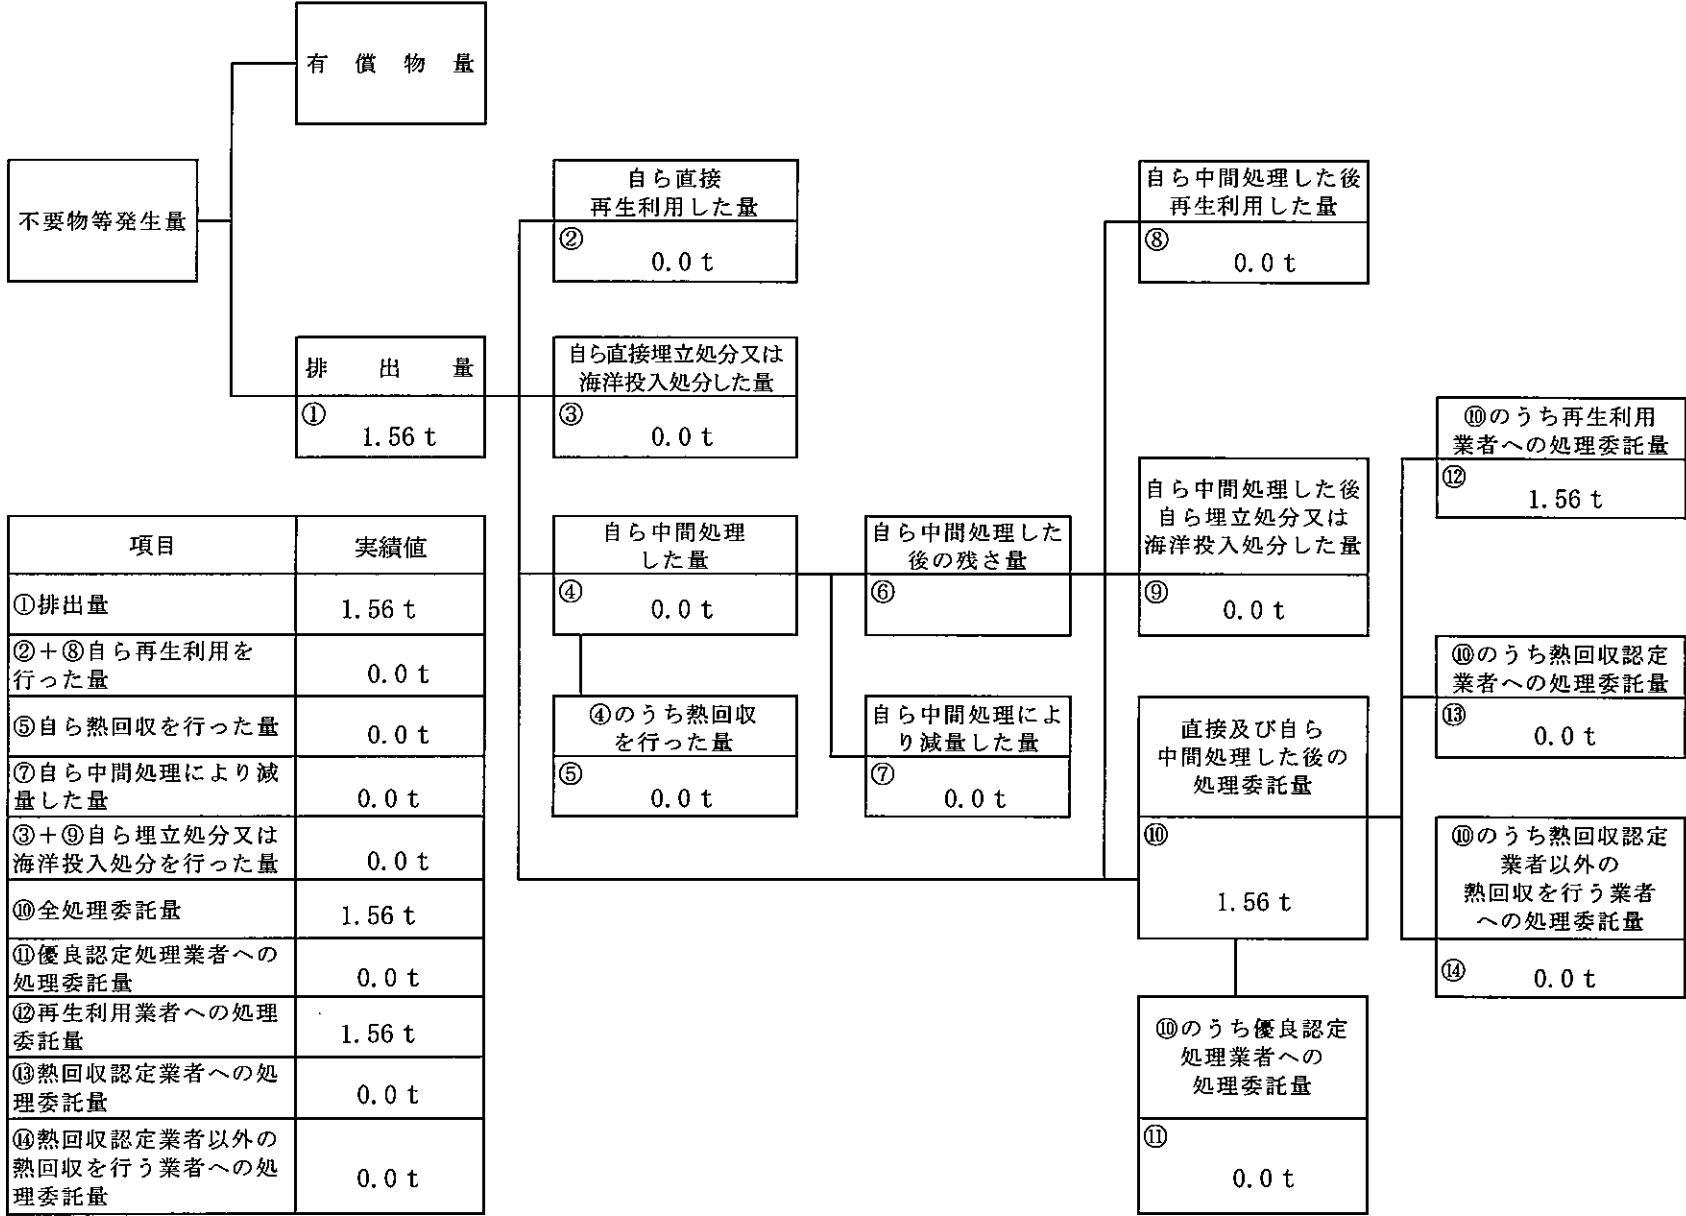 有償物量
不要物等発生量
排出量
①
1.56 t
自ら直接
再生利用した量
②
0.0 t
自ら直接埋立処分又は
海洋投入処分した量
③
0.0 t
自ら中間処理
した量
④
0.0 t
④のうち熱回収
を行った量
⑤
0.0 t
自ら中間処理した
後の残さ量
⑥
自ら中間処理によ
り減量した量
⑦
0.0 t
自ら中間処理した後
再生利用した量
⑧
0.0 t
自ら中間処理した後
自ら埋立処分又は
海洋投入処分した量
⑨
0.0 t
直接及び自ら
中間処理した後の
処理委託量
⑩
1.56 t
⑩のうち優良認定
処理業者への
処理委託量
⑪
0.0 t
⑩のうち再生利用
業者への処理委託量
⑫
1.56 t
⑩のうち熱回収認定
業者への処理委託量
⑬
0.0 t
⑩のうち熱回収認定
業者以外の
熱回収を行う業者
への処理委託量
⑭
0.0 t
項目 実績値
①排出量 1.56 t
②+⑧自ら再生利用を
行った量 0.0 t
⑤自ら熱回収を行った量 0.0 t
⑦自ら中間処理により減
量した量 0.0 t
③+⑨自ら埋立処分又は
海洋投入処分を行った量 0.0 t
⑩全処理委託量 1.56 t
⑪優良認定処理業者への
処理委託量 0.0 t
⑫再生利用業者への処理
委託量 1.56 t
⑬熱回収認定業者への処
理委託量 0.0 t
⑭熱回収認定業者以外の
熱回収を行う業者への処
理委託量 0.0 t